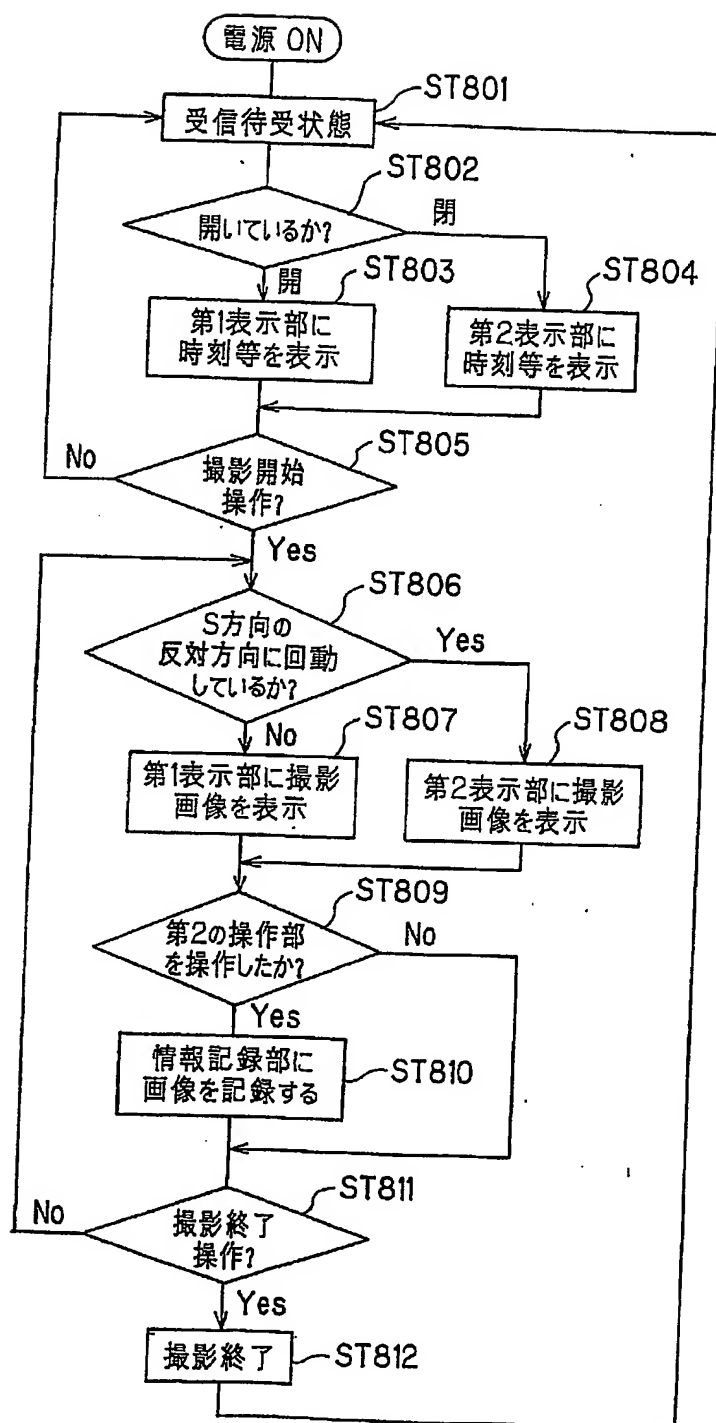 電源 ON
ST801
受信待受状態
ST802
開いているか?
閉
開
ST803
ST804
第1表示部に
時刻等を表示
第2表示部に
時刻等を表示
ST805
No
撮影開始
操作?
Yes
ST806
S方向の
反対方向に回動
しているか?
Yes
No
ST807
ST808
第1表示部に撮影
画像を表示
第2表示部に撮影
画像を表示
ST809
第2の操作部
を操作したか?
No
Yes
情報記録部に
画像を記録する
ST810
ST811
No
撮影終了
操作?
Yes
撮影終了
ST812